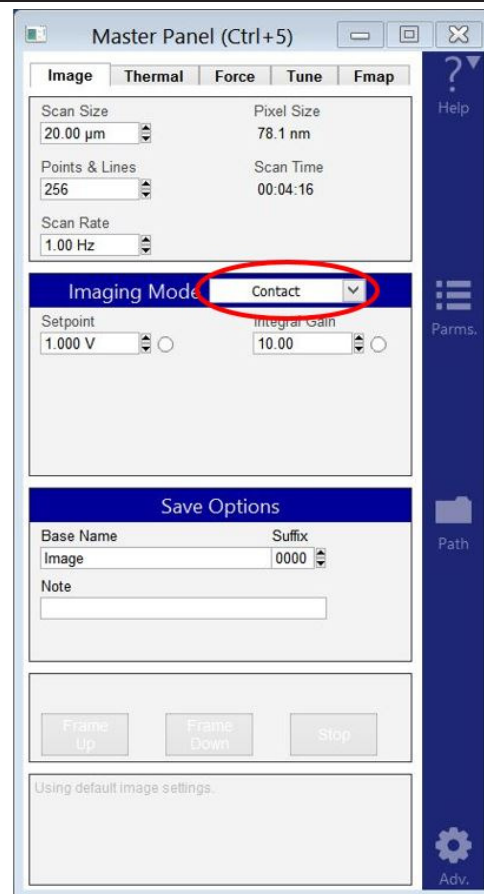 Master Panel (Ctrl+5)
Image Thermal Force Tune Fmap
?
Help
Scan Size Pixel Size
20.00 µm 78.1 nm
Points & Lines Scan Time
256 00:04:16
Scan Rate
1.00 Hz
Imaging Mode Contact
Parms.
Setpoint Integral Gain
1.000 V 10.00
Save Options
Path
Base Name Suffix
Image 0000
Note
Frame Up Frame Down Stop
Using default image settings.
Adv.